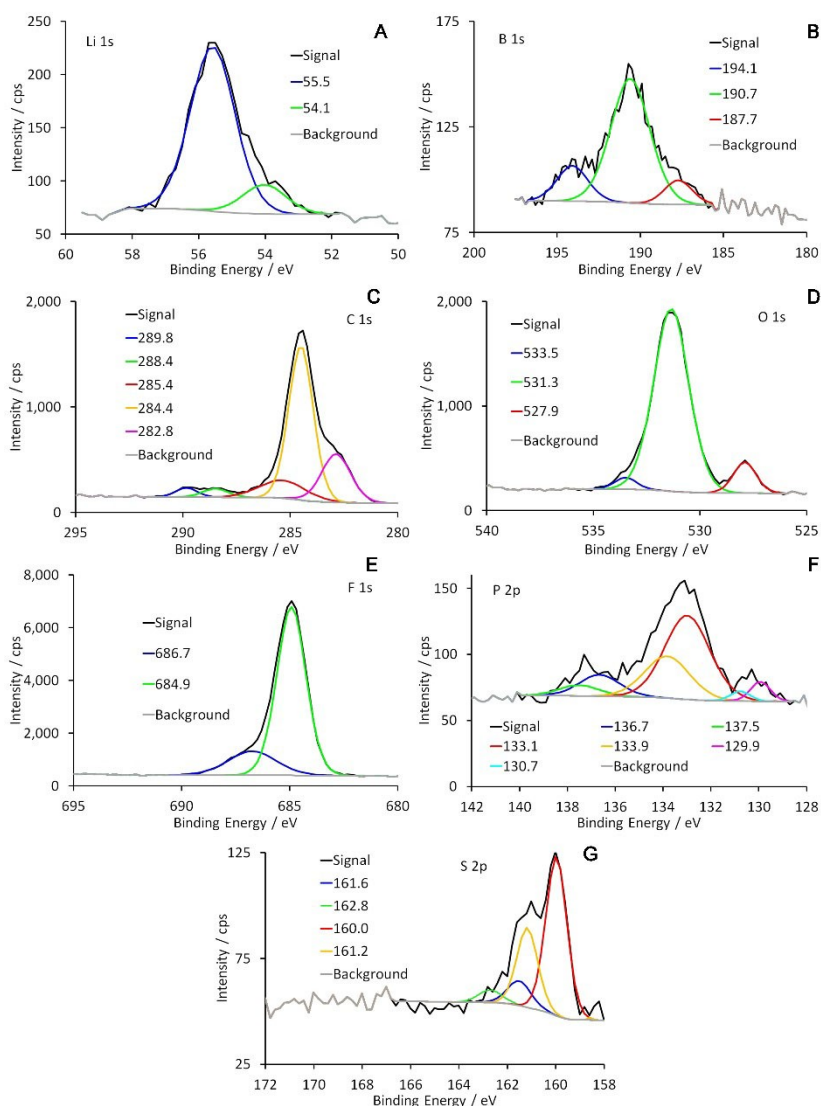 A
Li 1s
Signal
55.5
54.1
Background
Intensity / cps
250
200
150
100
50
60 58 56 54 52 50
Binding Energy / eV
B
B 1s
Signal
194.1
190.7
187.7
Background
Intensity / cps
175
125
75
200 195 190 185 180
Binding Energy / eV
C
C 1s
Signal
289.8
288.4
285.4
284.4
282.8
Background
Intensity / cps
2,000
1,000
0
295 290 285 280
Binding Energy / eV
D
O 1s
Signal
533.5
531.3
527.9
Background
Intensity / cps
2,000
1,000
0
540 535 530 525
Binding Energy / eV
E
F 1s
Signal
686.7
684.9
Background
Intensity / cps
8,000
6,000
4,000
2,000
0
695 690 685 680
Binding Energy / eV
F
P 2p
Intensity / cps
150
100
50
0
Signal 136.7 137.5
133.1 133.9 129.9
130.7 Background
142 140 138 136 134 132 130 128
Binding Energy / eV
G
S 2p
Signal
161.6
162.8
160.0
161.2
Background
Intensity / cps
125
75
25
172 170 168 166 164 162 160 158
Binding Energy / eV